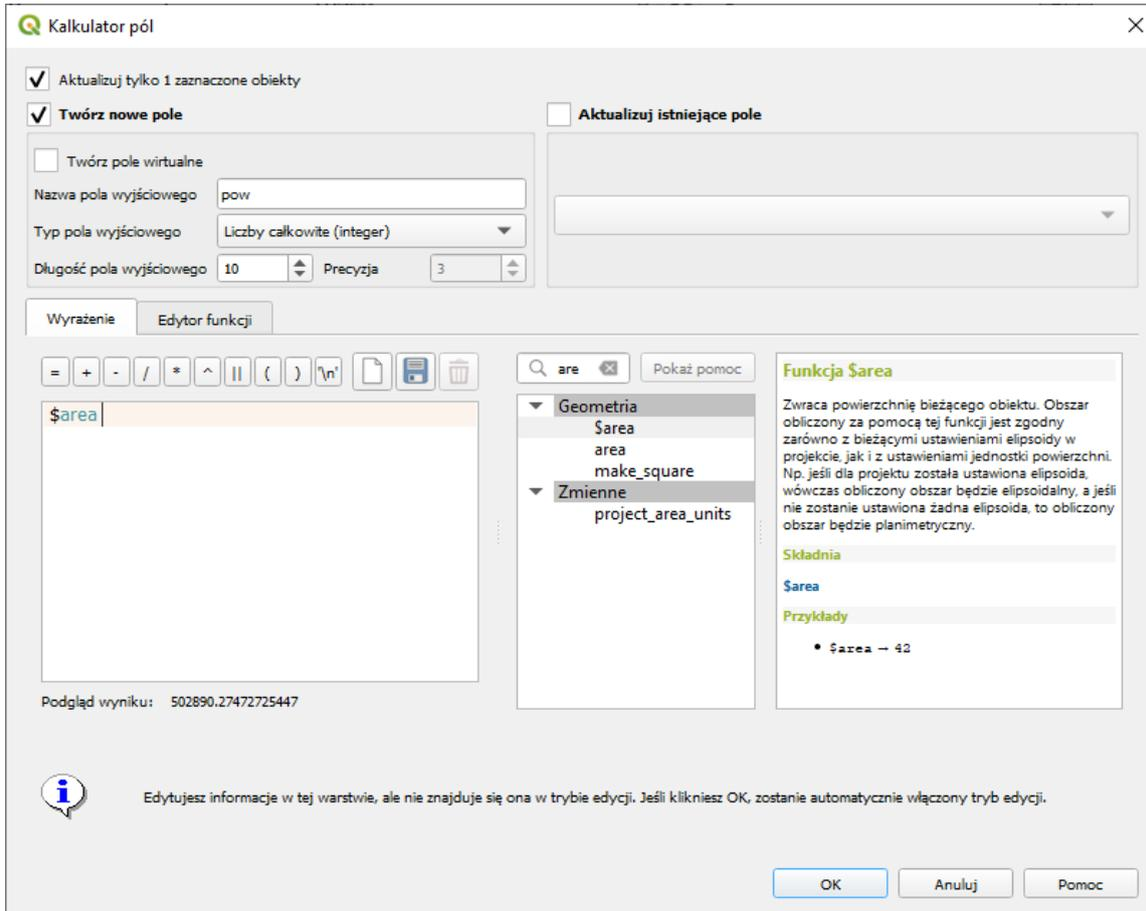 Kalkulator pól
Aktualizuj tylko 1 zaznaczone obiekty
Twórz nowe pole
Aktualizuj istniejące pole
Twórz pole wirtualne
Nazwa pola wyjściowego pow
Typ pola wyjściowego Liczby całkowite (integer)
Długość pola wyjściowego 10 Precyzja 3
Wyrażenie Edytor funkcji
= + - / * ^ || ( ) '\n'
$area
Podgląd wyniku: 502890.27472725447
are Pokaż pomoc
Geometria
$area
area
make_square
Zmienne
project_area_units
Funkcja $area
Zwraca powierzchnię bieżącego obiektu. Obszar
obliczony za pomocą tej funkcji jest zgodny
zarówno z bieżącymi ustawieniami elipsoidy w
projekcie, jak i z ustawieniami jednostki powierzchni.
Np. jeśli dla projektu została ustawiona elipsoida,
wówczas obliczony obszar będzie elipsoidalny, a jeśli
nie zostanie ustawiona żadna elipsoida, to obliczony
obszar będzie planimetryczny.
Składnia
$area
Przykłady
• $area → 42
Edytujesz informacje w tej warstwie, ale nie znajduje się ona w trybie edycji. Jeśli klikniesz OK, zostanie automatycznie włączony tryb edycji.
OK Anuluj Pomoc